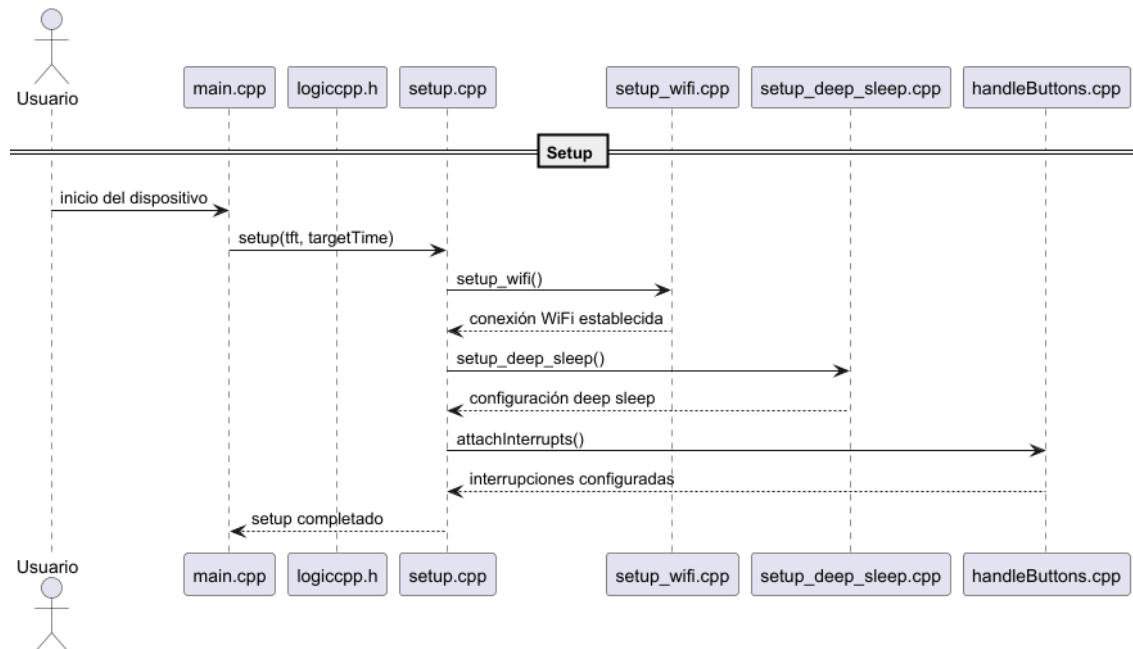 Usuario
main.cpp
logiccpp.h
setup.cpp
setup_wifi.cpp
setup_deep_sleep.cpp
handleButtons.cpp
Setup
inicio del dispositivo
setup(tft, targetTime)
setup_wifi()
conexión WiFi establecida
setup_deep_sleep()
configuración deep sleep
attachInterrupts()
interrupciones configuradas
setup completado
Usuario
main.cpp
logiccpp.h
setup.cpp
setup_wifi.cpp
setup_deep_sleep.cpp
handleButtons.cpp